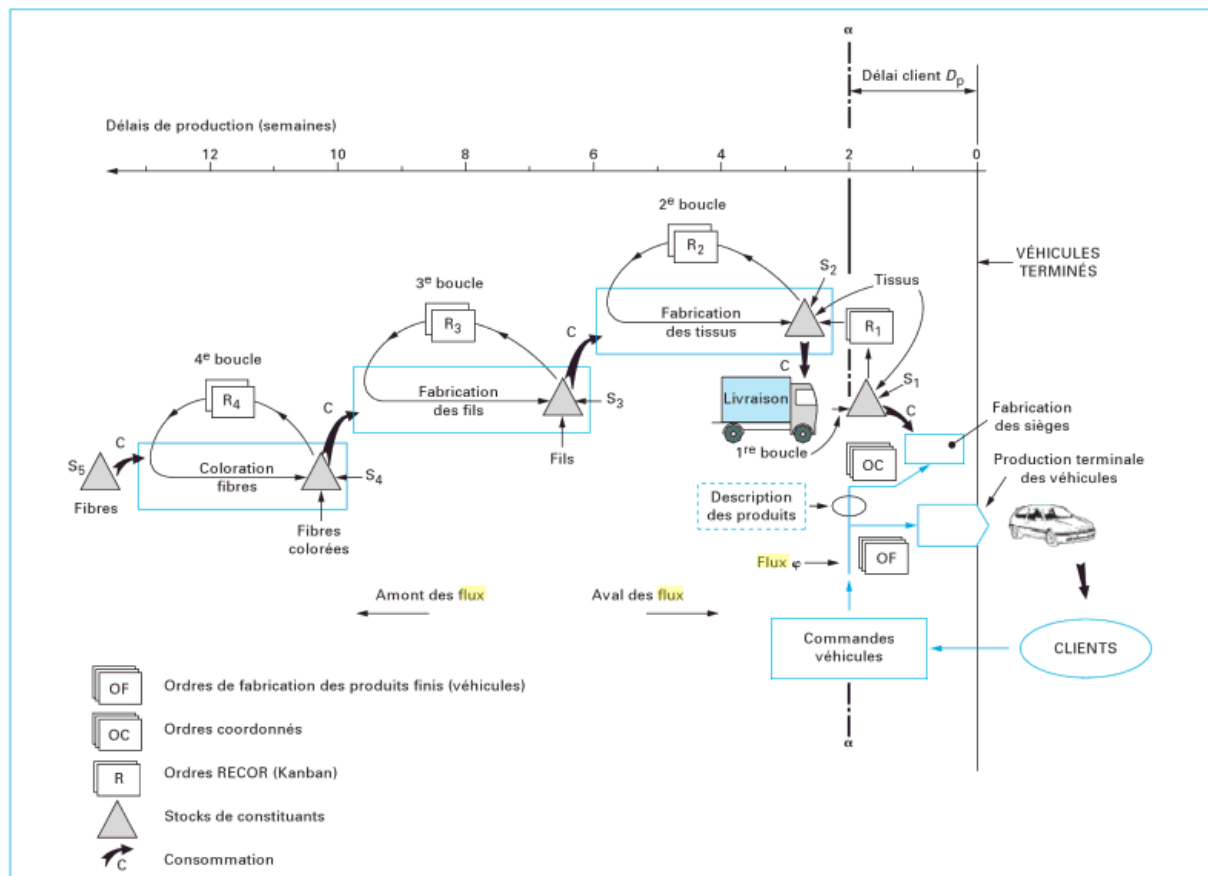 α
Délai client Dp
Délais de production (semaines)
12
10
8
6
4
2
0
2e boucle
R2
S2
VÉHICULES
TERMINÉS
Tissus
3e boucle
Fabrication
des tissus
R1
R3
C
4e boucle
C
S1
R4
Fabrication
des fils
Livraison
C
C
S3
Fabrication
des sièges
C
1re boucle
Fils
OC
S5
Coloration
fibres
S4
Production terminale
des véhicules
Fibres
Description
des produits
Fibres
colorées
Flux φ
OF
Amont des flux
Aval des flux
Commandes
véhicules
CLIENTS
OF
Ordres de fabrication des produits finis (véhicules)
OC
Ordres coordonnés
α
R
Ordres RECOR (Kanban)
Stocks de constituants
C
Consommation